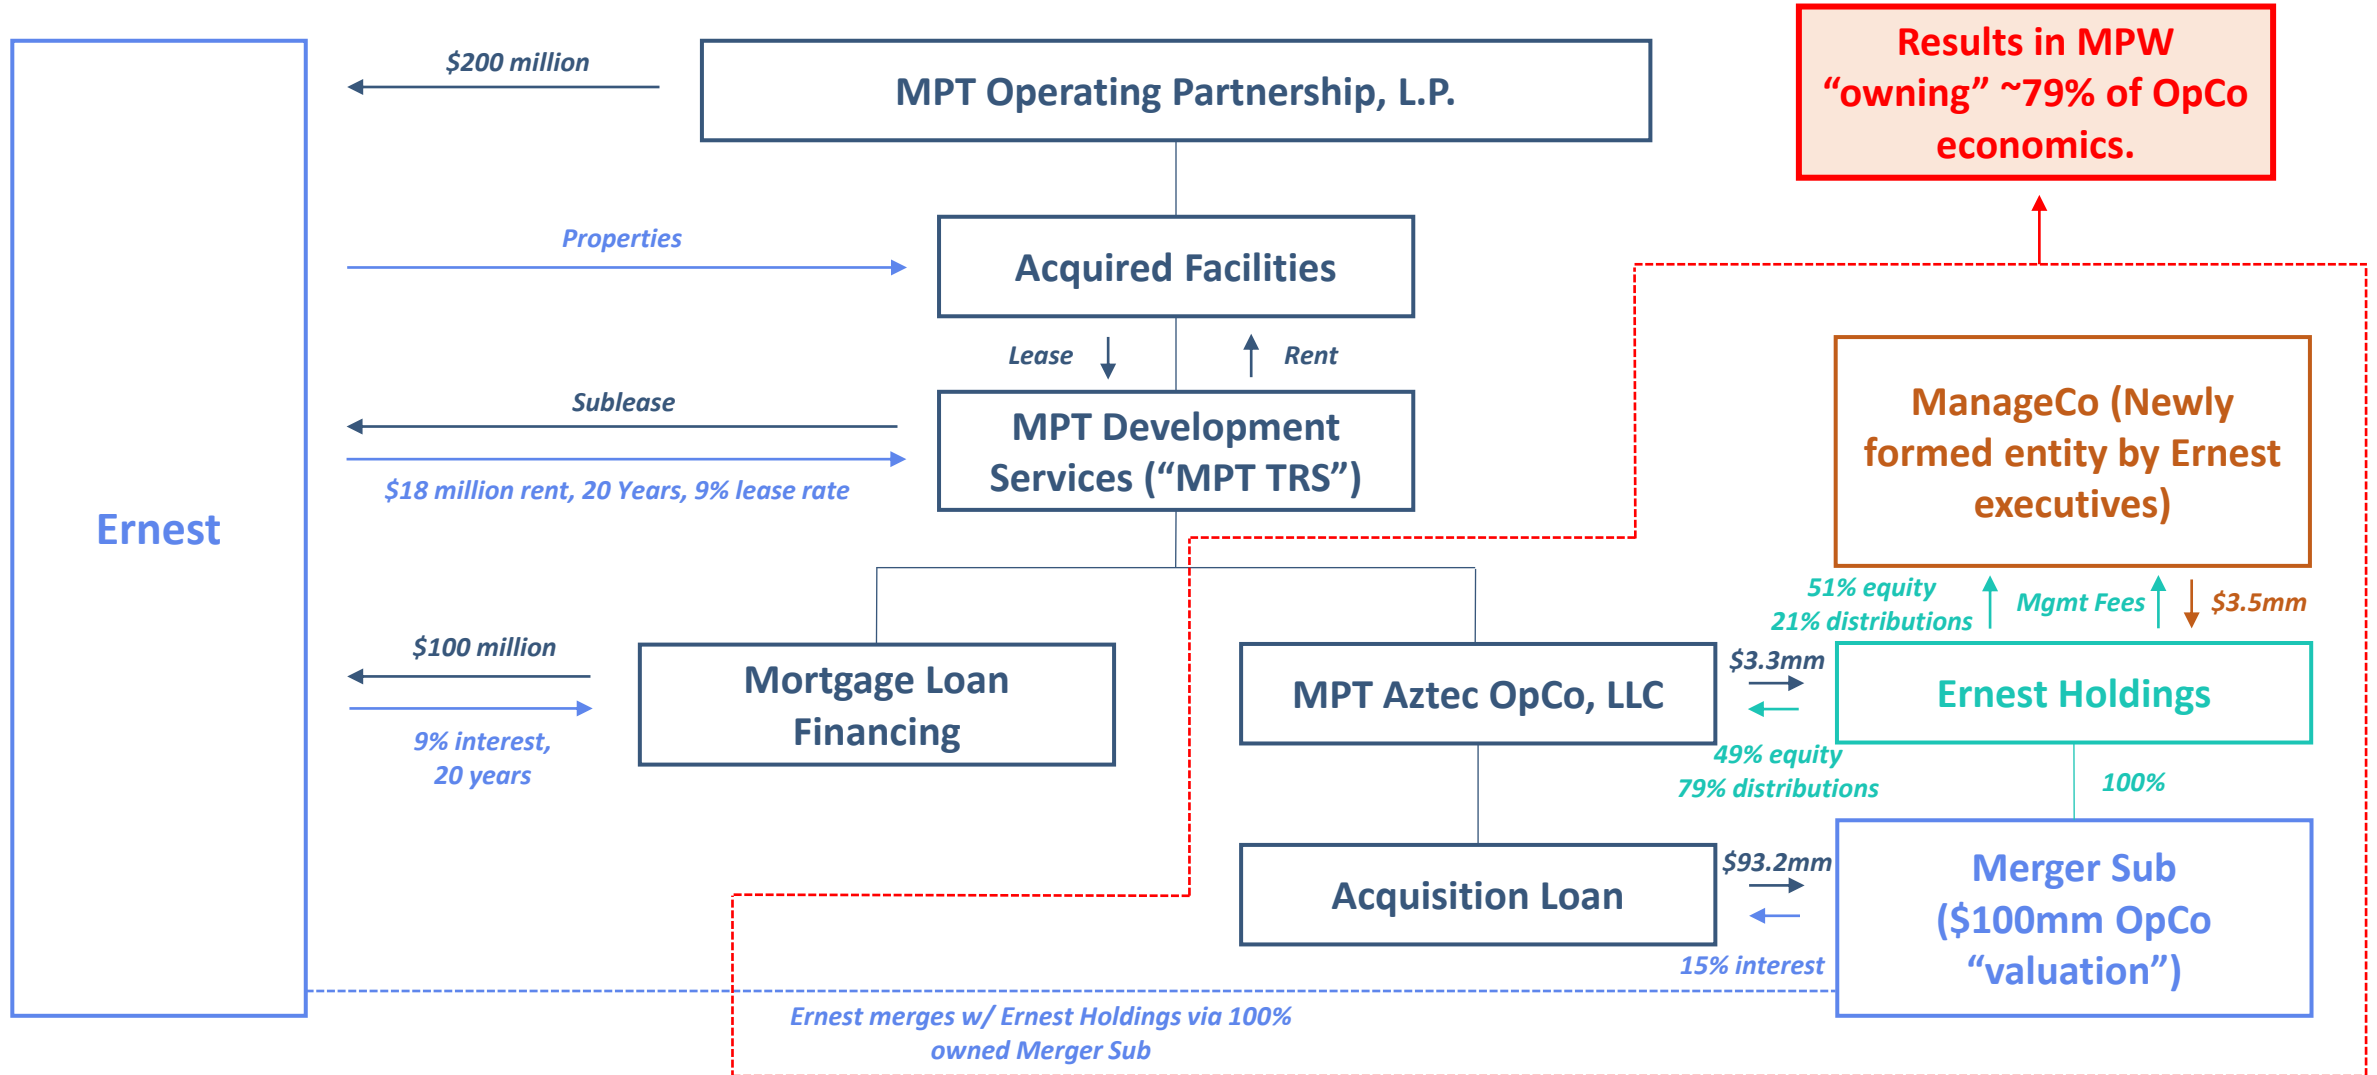 $200 million
MPT Operating Partnership, L.P.
Results in MPW
“owning” ~79% of OpCo
economics.
Properties
Acquired Facilities
Lease
Rent
Sublease
MPT Development
Services (“MPT TRS”)
$18 million rent, 20 Years, 9% lease rate
Ernest
ManageCo (Newly
formed entity by Ernest
executives)
51% equity
21% distributions
Mgmt Fees
$3.5mm
$100 million
Mortgage Loan
Financing
9% interest,
20 years
MPT Aztec OpCo, LLC
$3.3mm
Ernest Holdings
49% equity
79% distributions
100%
Acquisition Loan
$93.2mm
15% interest
Merger Sub
($100mm OpCo
“valuation”)
Ernest merges w/ Ernest Holdings via 100%
owned Merger Sub